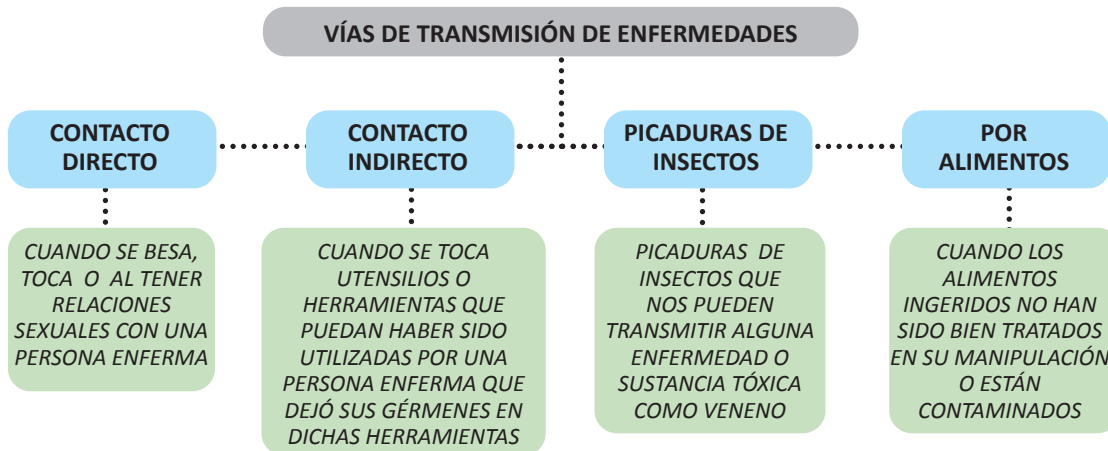 VÍAS DE TRANSMISIÓN DE ENFERMEDADES
CONTACTO
DIRECTO
CONTACTO
INDIRECTO
PICADURAS DE
INSECTOS
POR
ALIMENTOS
CUANDO SE BESA,
TOCA O AL TENER
RELACIONES
SEXUALES CON UNA
PERSONA ENFERMA
CUANDO SE TOCA
UTENSILIOS O
HERRAMIENTAS QUE
PUEDAN HABER SIDO
UTILIZADAS POR UNA
PERSONA ENFERMA QUE
DEJÓ SUS GÉRMENES EN
DICHAS HERRAMIENTAS
PICADURAS DE
INSECTOS QUE
NOS PUEDEN
TRANSMITIR ALGUNA
ENFERMEDAD O
SUSTANCIA TÓXICA
COMO VENENO
CUANDO LOS
ALIMENTOS
INGERIDOS NO HAN
SIDO BIEN TRATADOS
EN SU MANIPULACIÓN
O ESTÁN
CONTAMINADOS